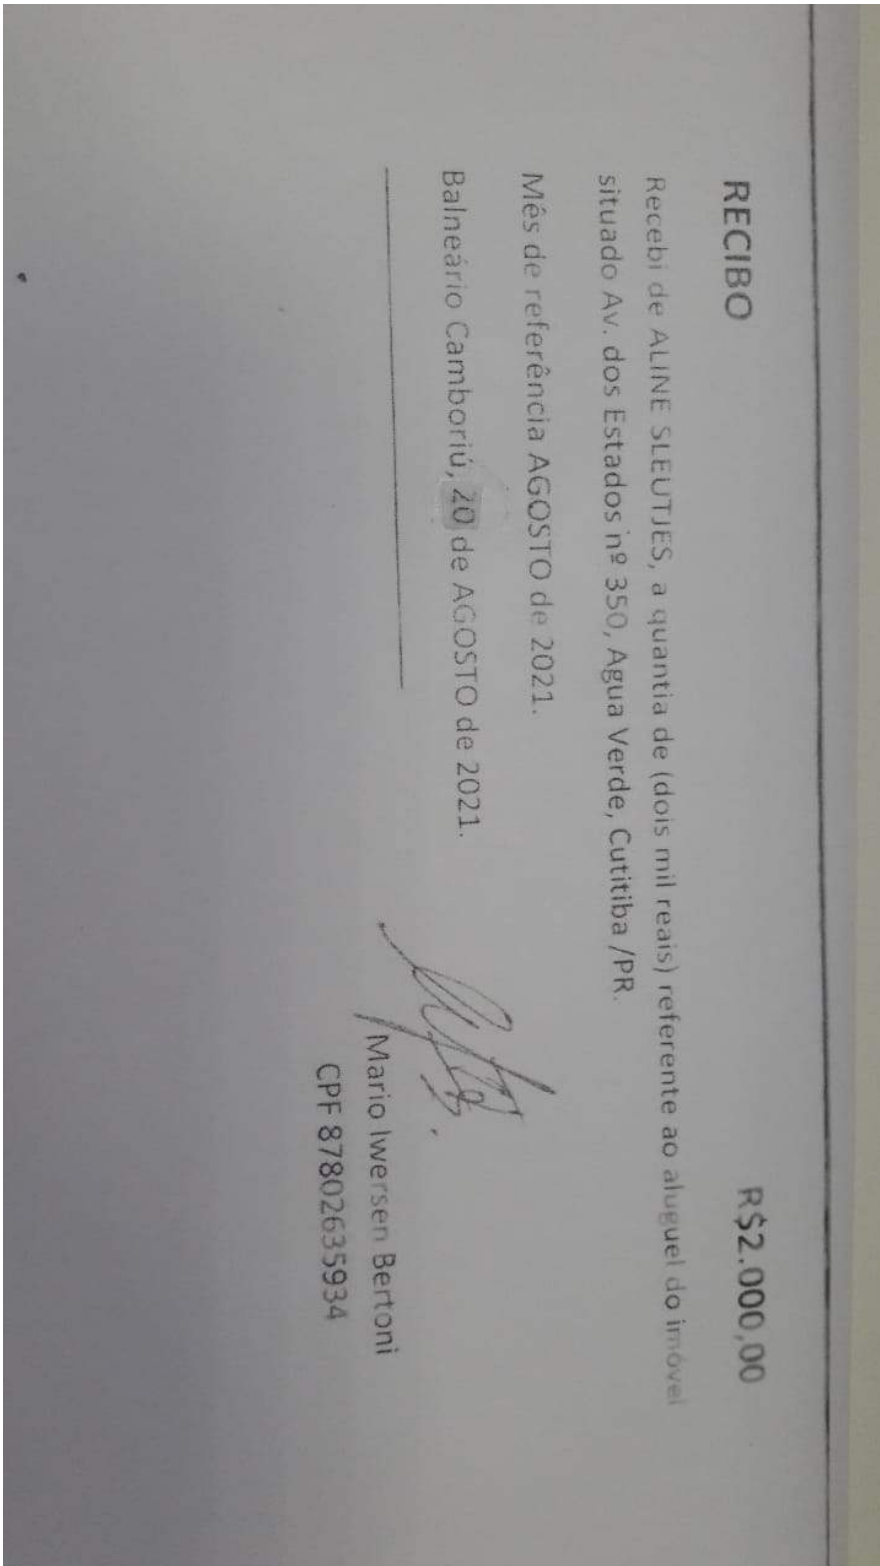 RECIBO R$2.000,00
Recebi de ALINE SLEUTJES, a quantia de (dois mil reais) referente ao aluguel do imóvel
situado Av. dos Estados nº 350, Agua Verde, Cutitiba /PR.
Mês de referência AGOSTO de 2021.
Balneário Camboriú, 20 de AGOSTO de 2021.
Mario Iwersen Bertoni
CPF 87802635934